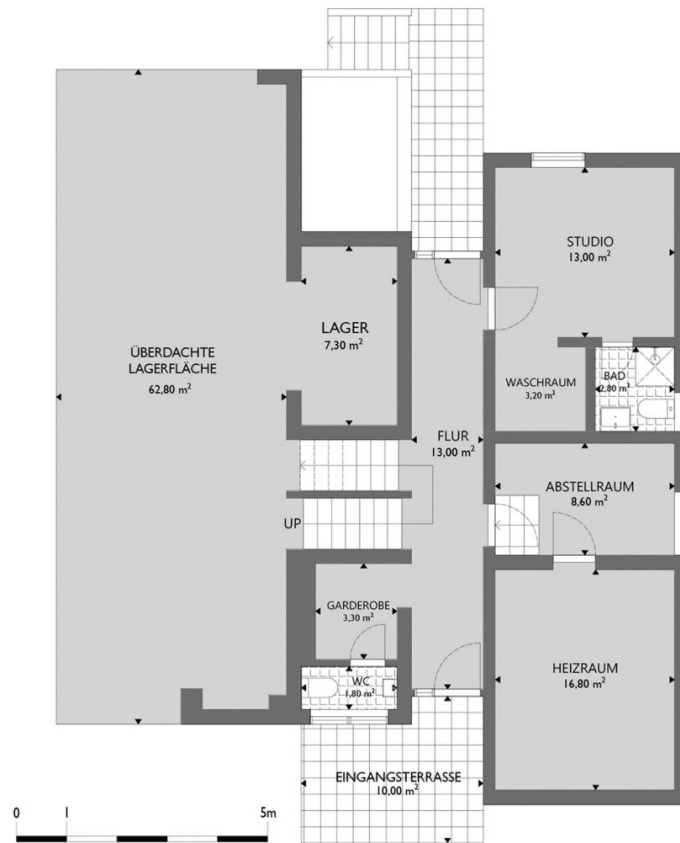 STUDIO
13,00 m²
LAGER
7,30 m²
ÜBERDACHTE
LAGERFLÄCHE
62,80 m²
WASCHRAUM
3,20 m²
BAD
2,80 m²
FLUR
13,00 m²
ABSTELLRAUM
8,60 m²
UP
GARDEROBE
3,30 m²
HEIZRAUM
16,80 m²
WC
1,80 m²
EINGANGSTERRASSE
10,00 m²
0 1 5m